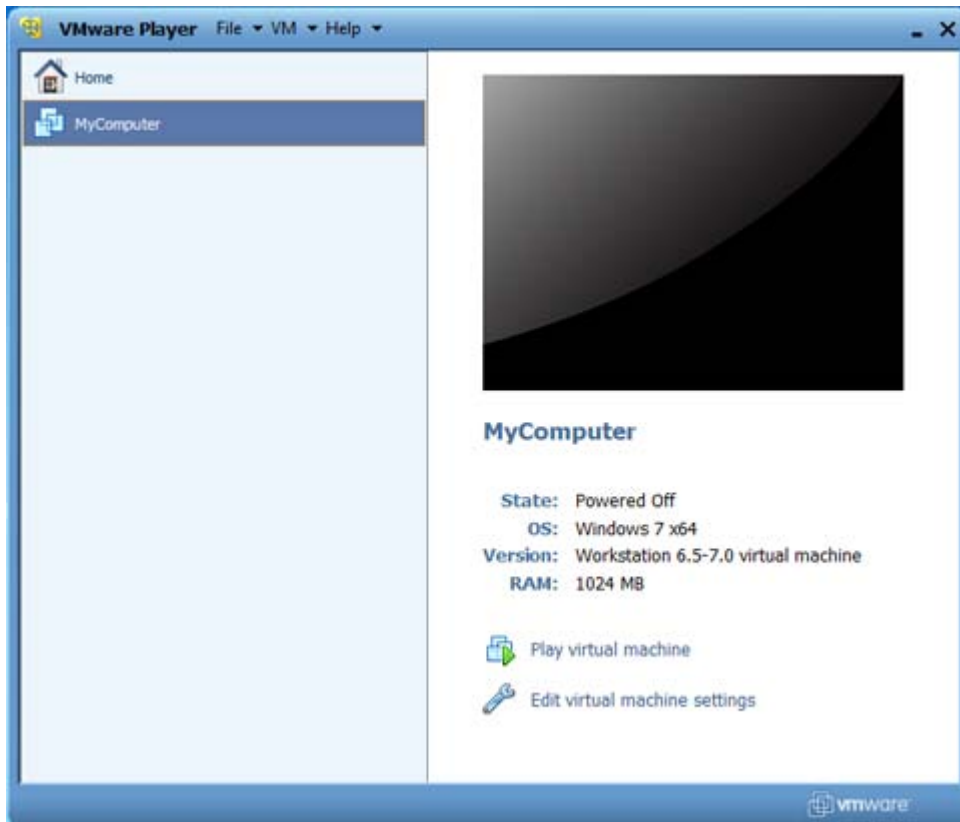 VMware Player File VM Help
Home
MyComputer
MyComputer
State: Powered Off
OS: Windows 7 x64
Version: Workstation 6.5-7.0 virtual machine
RAM: 1024 MB
Play virtual machine
Edit virtual machine settings
vmware